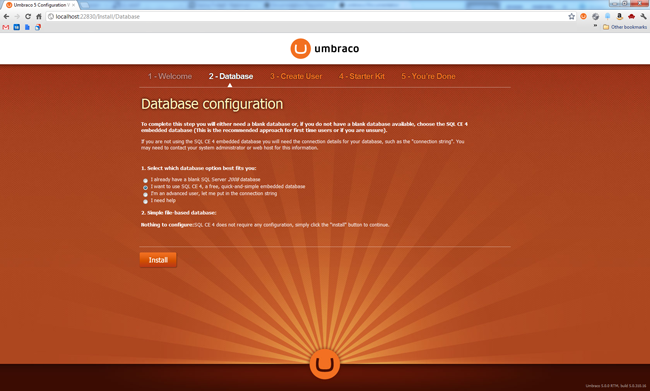 Umbraco 5 Configuration V
localhost:22830/Install/Database
Other bookmarks
umbraco
1 - Welcome 2 - Database 3 - Create User 4 - Starter Kit 5 - You're Done
Database configuration
To complete this step you will either need a blank database or, if you do not have a blank database available, choose the SQL CE 4
embedded database (This is the recommended approach for first time users or if you are unsure).
If you are not using the SQL CE 4 embedded database you will need the connection details for your database, such as the "connection string". You
may need to contact your system administrator or web host for this information.
1. Select which database option best fits you:
I already have a blank SQL Server 2008 database
I want to use SQL CE 4, a free, quick-and-simple embedded database
I'm an advanced user, let me put in the connection string
I need help
2. Simple file-based database:
Nothing to configure:SQL CE 4 does not require any configuration, simply click the "install" button to continue.
Install
Umbraco 5.0.0 RTM, build